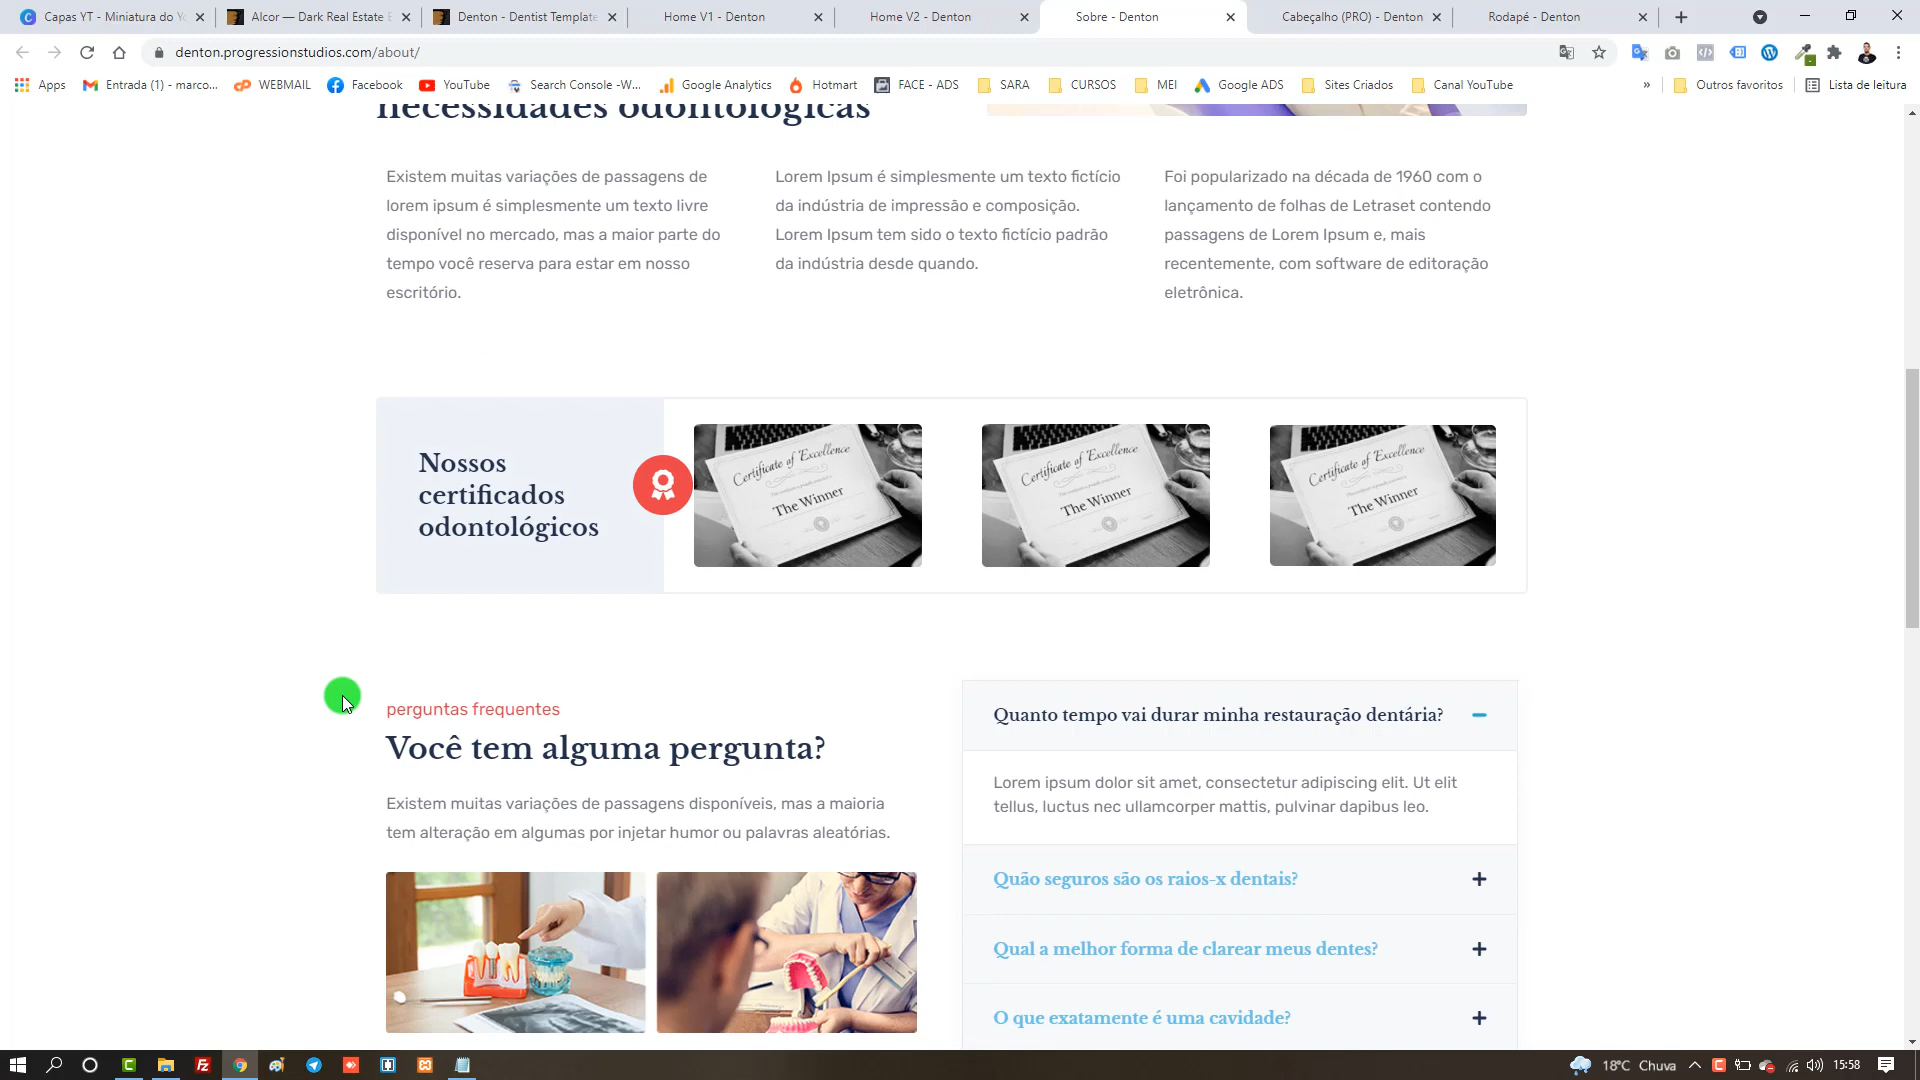 Capas YT - Miniatura do Yo
Alcor — Dark Real Estate E
Denton - Dentist Template
Home V1 - Denton
Home V2 - Denton
Sobre - Denton
Cabeçalho (PRO) - Denton
Rodapé - Denton
denton.progressionstudios.com/about/
Apps
Entrada (1) - marco...
WEBMAIL
Facebook
YouTube
Search Console -W...
Google Analytics
Hotmart
FACE - ADS
SARA
CURSOS
MEI
Google ADS
Sites Criados
Canal YouTube
»
Outros favoritos
Lista de leitura
necessidades odontológicas
Existem muitas variações de passagens de
lorem ipsum é simplesmente um texto livre
disponível no mercado, mas a maior parte do
tempo você reserva para estar em nosso
escritório.
Lorem Ipsum é simplesmente um texto fictício
da indústria de impressão e composição.
Lorem Ipsum tem sido o texto fictício padrão
da indústria desde quando.
Foi popularizado na década de 1960 com o
lançamento de folhas de Letraset contendo
passagens de Lorem Ipsum e, mais
recentemente, com software de editoração
eletrônica.
Nossos
certificados
odontológicos
Certificate of Excellence
The Winner
Certificate of Excellence
The Winner
Certificate of Excellence
The Winner
perguntas frequentes
Você tem alguma pergunta?
Existem muitas variações de passagens disponíveis, mas a maioria
tem alteração em algumas por injetar humor ou palavras aleatórias.
Quanto tempo vai durar minha restauração dentária?
Lorem ipsum dolor sit amet, consectetur adipiscing elit. Ut elit
tellus, luctus nec ullamcorper mattis, pulvinar dapibus leo.
Quão seguros são os raios-x dentais?
Qual a melhor forma de clarear meus dentes?
O que exatamente é uma cavidade?
18°C Chuva
15:58